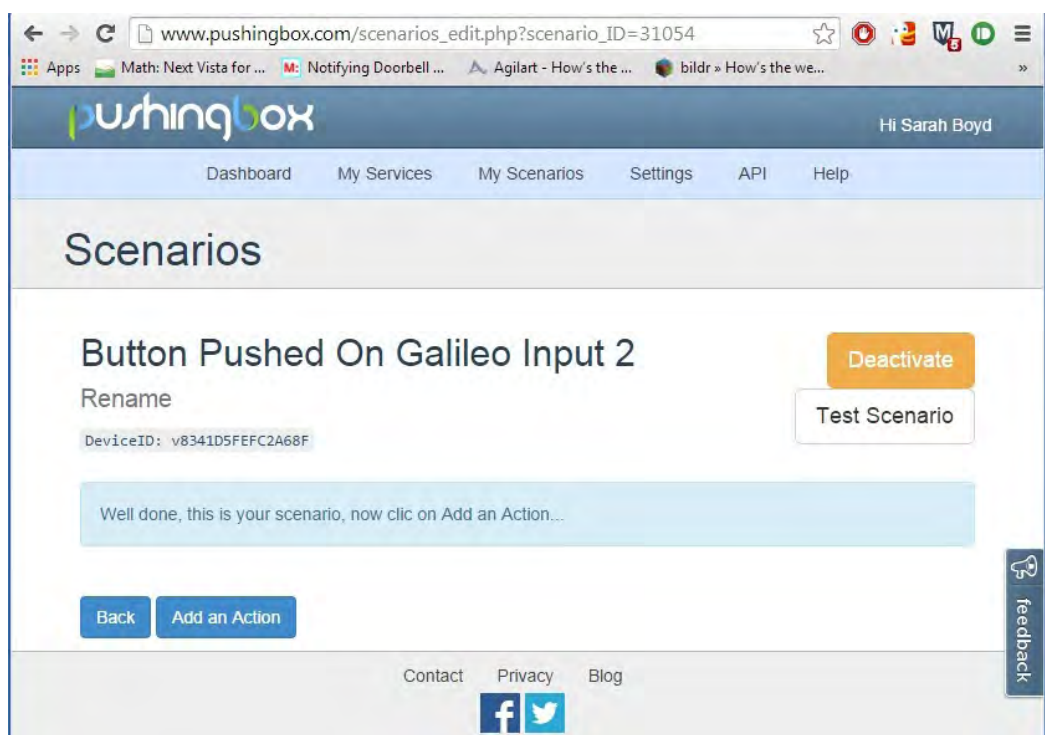 www.pushingbox.com/scenarios_edit.php?scenario_ID=31054
Apps Math: Next Vista for ... M: Notifying Doorbell ... Agilart - How's the ... bildr » How's the we... »
pushingbox
Hi Sarah Boyd
Dashboard My Services My Scenarios Settings API Help
Scenarios
Button Pushed On Galileo Input 2
Deactivate
Rename
Test Scenario
DeviceID: v8341D5FEFC2A68F
Well done, this is your scenario, now clic on Add an Action...
Back Add an Action
feedback
Contact Privacy Blog